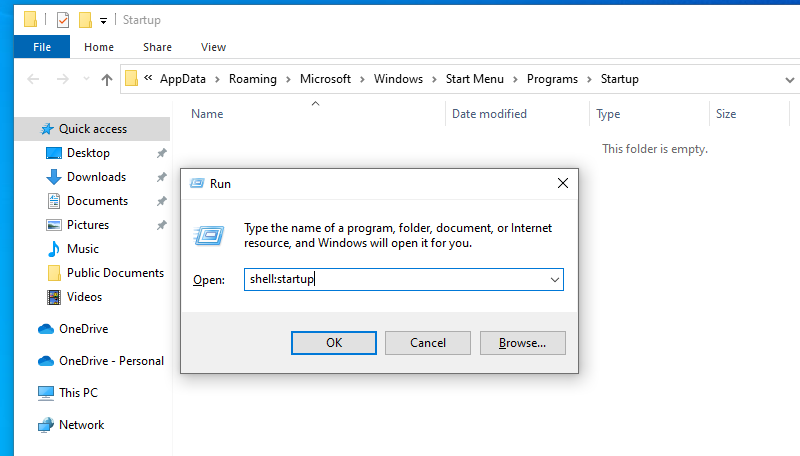 Startup
File Home Share View
« AppData > Roaming > Microsoft > Windows > Start Menu > Programs > Startup
Name Date modified Type Size
This folder is empty.
Quick access
Desktop
Downloads
Documents
Pictures
Music
Public Documents
Videos
OneDrive
OneDrive - Personal
This PC
Network
Run
Type the name of a program, folder, document, or Internet
resource, and Windows will open it for you.
Open: shell:startup
OK Cancel Browse...